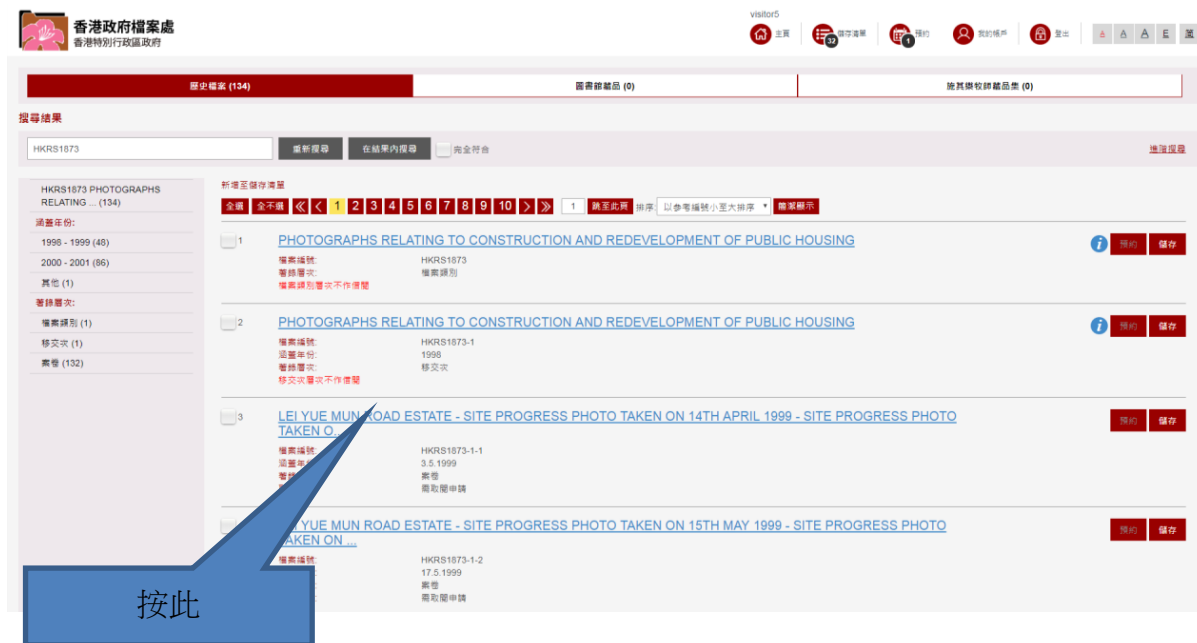 visitor5
香港政府檔案處
香港特別行政區政府
主頁
32
儲存清單
1
預約
我的帳戶
登出
A A A E 简
歷史檔案 (134)
圖書館藏品 (0)
施其樂牧師藏品集 (0)
搜尋結果
HKRS1873
重新搜尋
在結果內搜尋
完全符合
進階搜尋
HKRS1873 PHOTOGRAPHS
RELATING ... (134)
涵蓋年份:
1998 - 1999 (48)
2000 - 2001 (86)
其他 (1)
著錄層次:
檔案類別 (1)
移交次 (1)
案卷 (132)
新增至儲存清單
全選 全不選 ≪ < 1 2 3 4 5 6 7 8 9 10 > ≫ 1 跳至此頁 排序: 以參考編號小至大排序 簡潔顯示
1 PHOTOGRAPHS RELATING TO CONSTRUCTION AND REDEVELOPMENT OF PUBLIC HOUSING
預約 儲存
檔案編號: HKRS1873
著錄層次: 檔案類別
檔案類別層次不作借閱
2 PHOTOGRAPHS RELATING TO CONSTRUCTION AND REDEVELOPMENT OF PUBLIC HOUSING
預約 儲存
檔案編號: HKRS1873-1
涵蓋年份: 1998
著錄層次: 移交次
移交次層次不作借閱
3 LEI YUE MUN ROAD ESTATE - SITE PROGRESS PHOTO TAKEN ON 14TH APRIL 1999 - SITE PROGRESS PHOTO
TAKEN O...
預約 儲存
檔案編號: HKRS1873-1-1
涵蓋年 3.5.1999
著 案卷
需取閱申請
YUE MUN ROAD ESTATE - SITE PROGRESS PHOTO TAKEN ON 15TH MAY 1999 - SITE PROGRESS PHOTO
TAKEN ON ...
預約 儲存
檔案編號: HKRS1873-1-2
17.5.1999
案卷
需取閱申請
按此